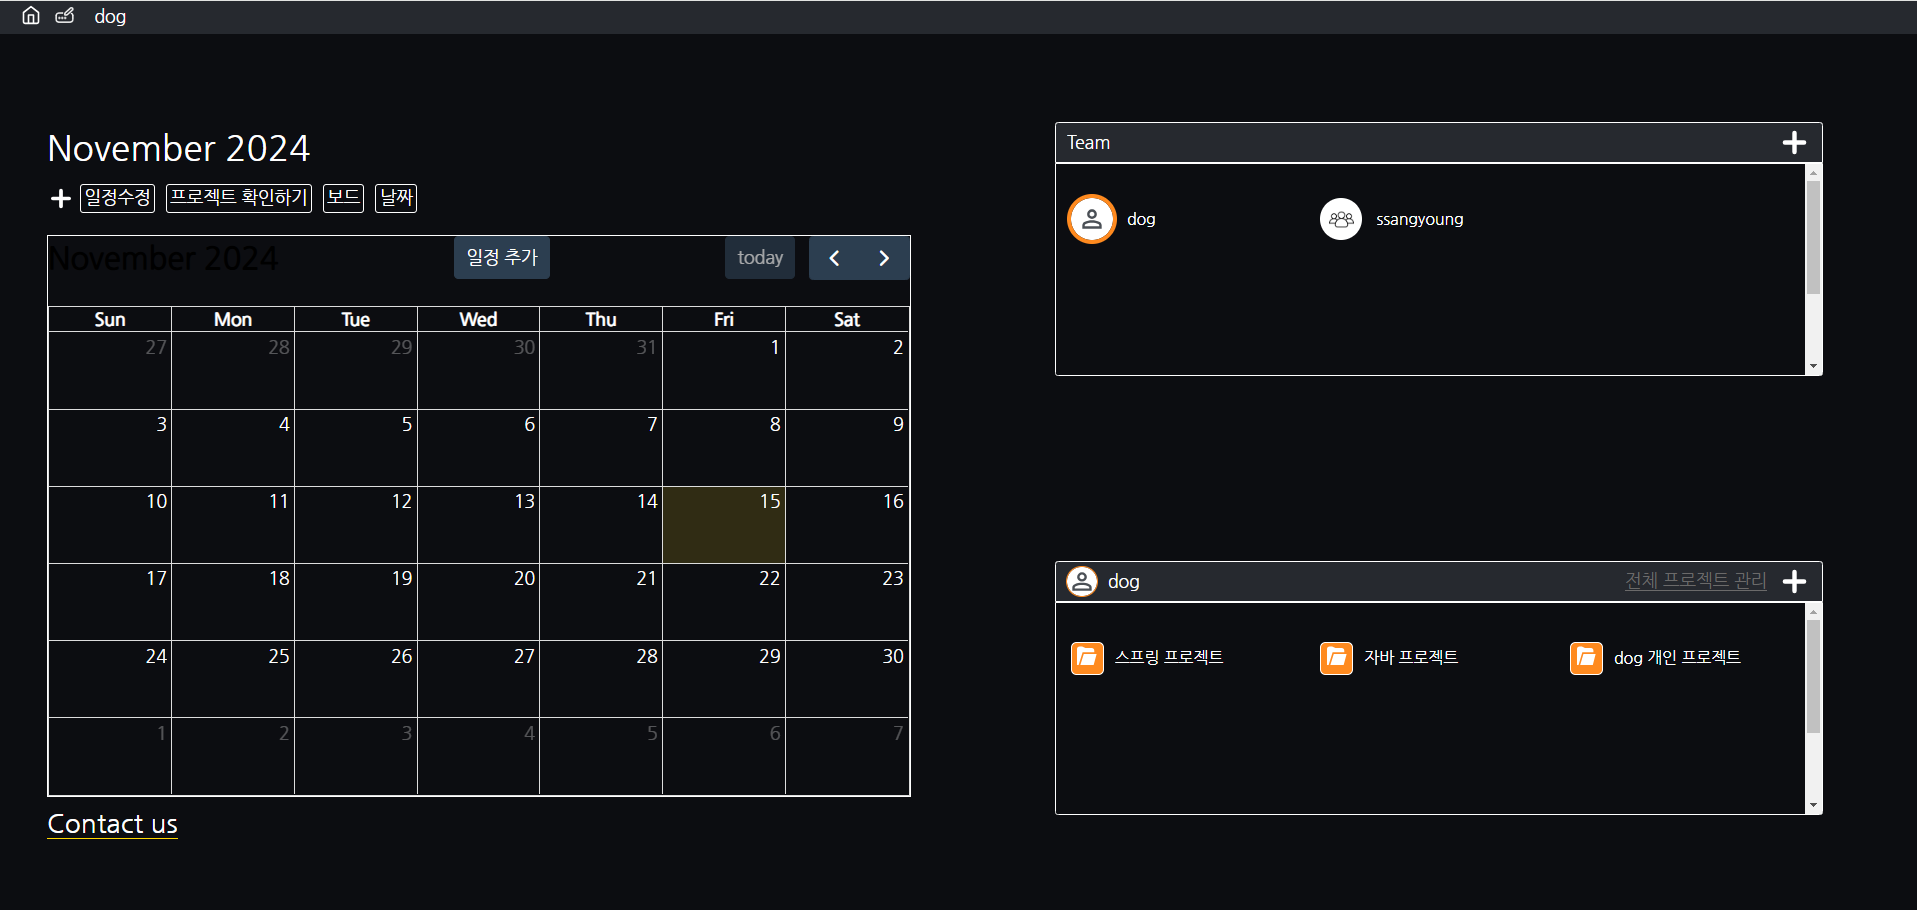 dog
November 2024
일정수정 프로젝트 확인하기 보드 날짜
November 2024 일정 추가 today
Sun Mon Tue Wed Thu Fri Sat
27 28 29 30 31 1 2
3 4 5 6 7 8 9
10 11 12 13 14 15 16
17 18 19 20 21 22 23
24 25 26 27 28 29 30
1 2 3 4 5 6 7
Contact us
Team
dog ssangyoung
dog 전체 프로젝트 관리
스프링 프로젝트 자바 프로젝트 dog 개인 프로젝트